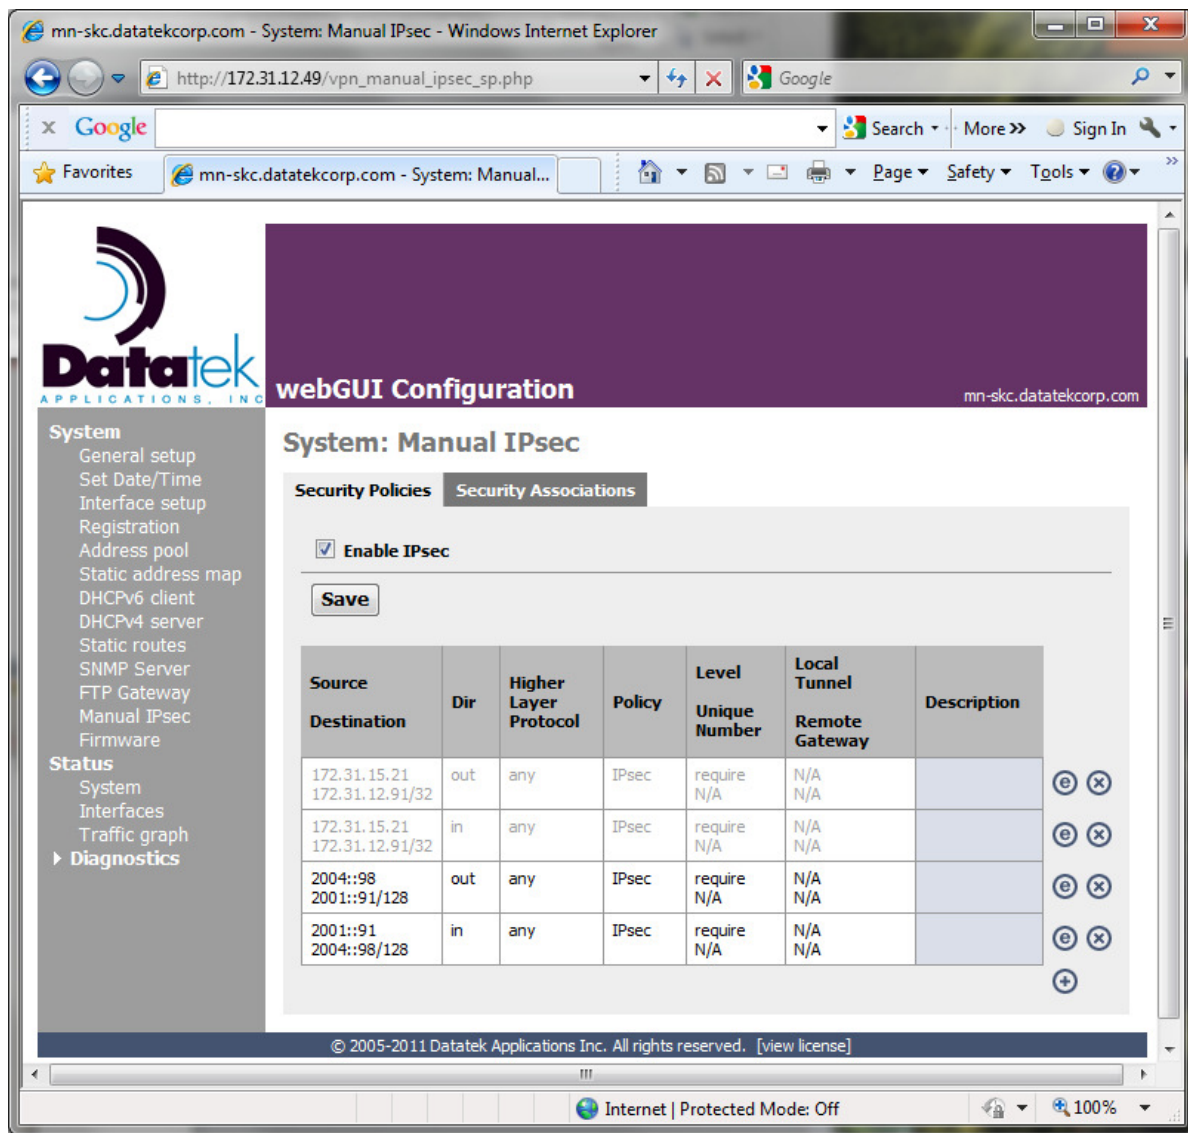 mn-skc.datatekcorp.com - System: Manual IPsec - Windows Internet Explorer
http://172.31.12.49/vpn_manual_ipsec_sp.php
Google
x Google
Search
More >>
Sign In
Favorites
mn-skc.datatekcorp.com - System: Manual...
Page
Safety
Tools
Datatek
APPLICATIONS, INC
webGUI Configuration
mn-skc.datatekcorp.com
System
General setup
Set Date/Time
Interface setup
Registration
Address pool
Static address map
DHCPv6 client
DHCPv4 server
Static routes
SNMP Server
FTP Gateway
Manual IPsec
Firmware
Status
System
Interfaces
Traffic graph
Diagnostics
System: Manual IPsec
Security Policies Security Associations
Enable IPsec
Save
Source
Destination
Dir
Higher
Layer
Protocol
Policy
Level
Unique
Number
Local
Tunnel
Remote
Gateway
Description
172.31.15.21 out any IPsec require N/A
172.31.12.91/32 N/A N/A
172.31.15.21 in any IPsec require N/A
172.31.12.91/32 N/A N/A
2004::98 out any IPsec require N/A
2001::91/128 N/A N/A
2001::91 in any IPsec require N/A
2004::98/128 N/A N/A
© 2005-2011 Datatek Applications Inc. All rights reserved. [view license]
Internet | Protected Mode: Off
100%